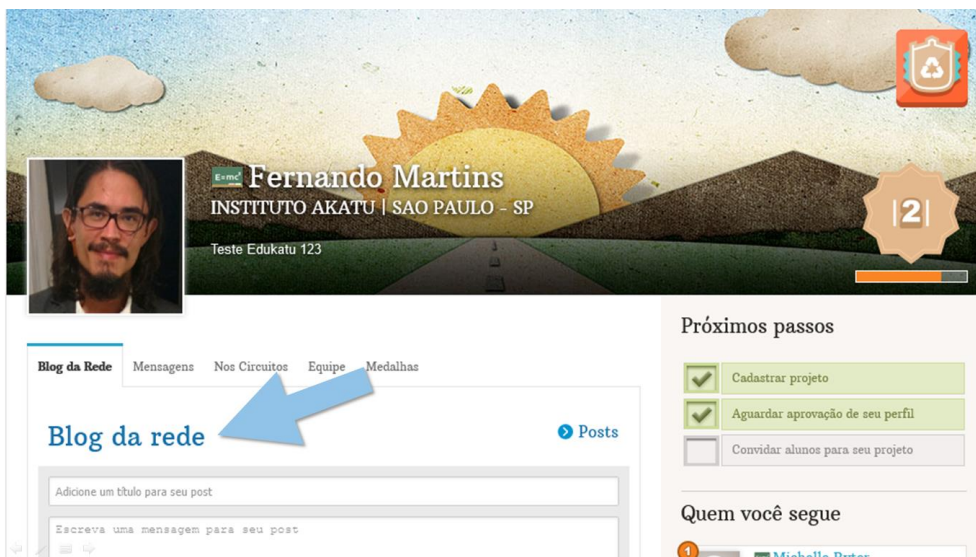 E=mc² Fernando Martins
INSTITUTO AKATU | SAO PAULO - SP
Teste Edukatu 123
|2|
Blog da Rede Mensagens Nos Circuitos Equipe Medalhas
Blog da rede
Posts
Adicione um título para seu post
Escreva uma mensagem para seu post
Próximos passos
Cadastrar projeto
Aguardar aprovação de seu perfil
Convidar alunos para seu projeto
Quem você segue
1